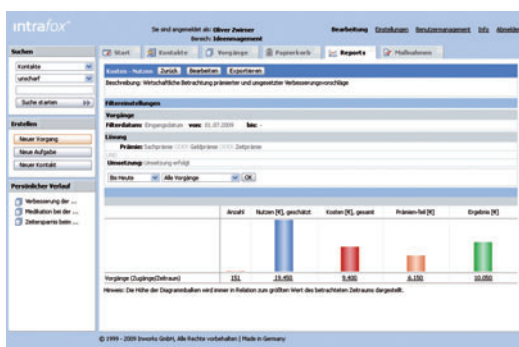 intrafox
Sie sind angemeldet als: Oliver Zwirner
Bereich: Ideenmanagement
Bearbeitung Einstellungen Benutzermanagement Info Abmelden
Suchen
Kontakte
unscharf
Suche starten
Erstellen
Neuer Vorgang
Neue Aufgabe
Neuer Kontakt
Persönlicher Verlauf
Verbesserung der ...
Medikation bei der ...
Zeitersparnis beim ...
Start Kontakte Vorgänge Papierkorb Reports Maßnahmen
Kosten - Nutzen Zurück Bearbeiten Exportieren
Beschreibung: Wirtschaftliche Betrachtung prämierter und umgesetzter Verbesserungsvorschläge
Filtereinstellungen
Vorgänge
Filterdatum: Eingangsdatum von: 01.07.2009 bis: -
Lösung
Prämie: Sachprämie ODER Geldprämie ODER Zeitprämie
UND
Umsetzung: Umsetzung erfolgt
Bis Heute Alle Vorgänge OK
Anzahl Nutzen [€], geschätzt Kosten [€], gesamt Prämien-Teil [€] Ergebnis [€]
Vorgänge (Zugänge/Zeitraum) 151 19.450 9.400 6.150 10.050
Hinweis: Die Höhe der Diagrammbalken wird immer in Relation zum größten Wert des betrachteten Zeitraums dargestellt.
© 1999 - 2009 Inworks GmbH, Alle Rechte vorbehalten | Made in Germany